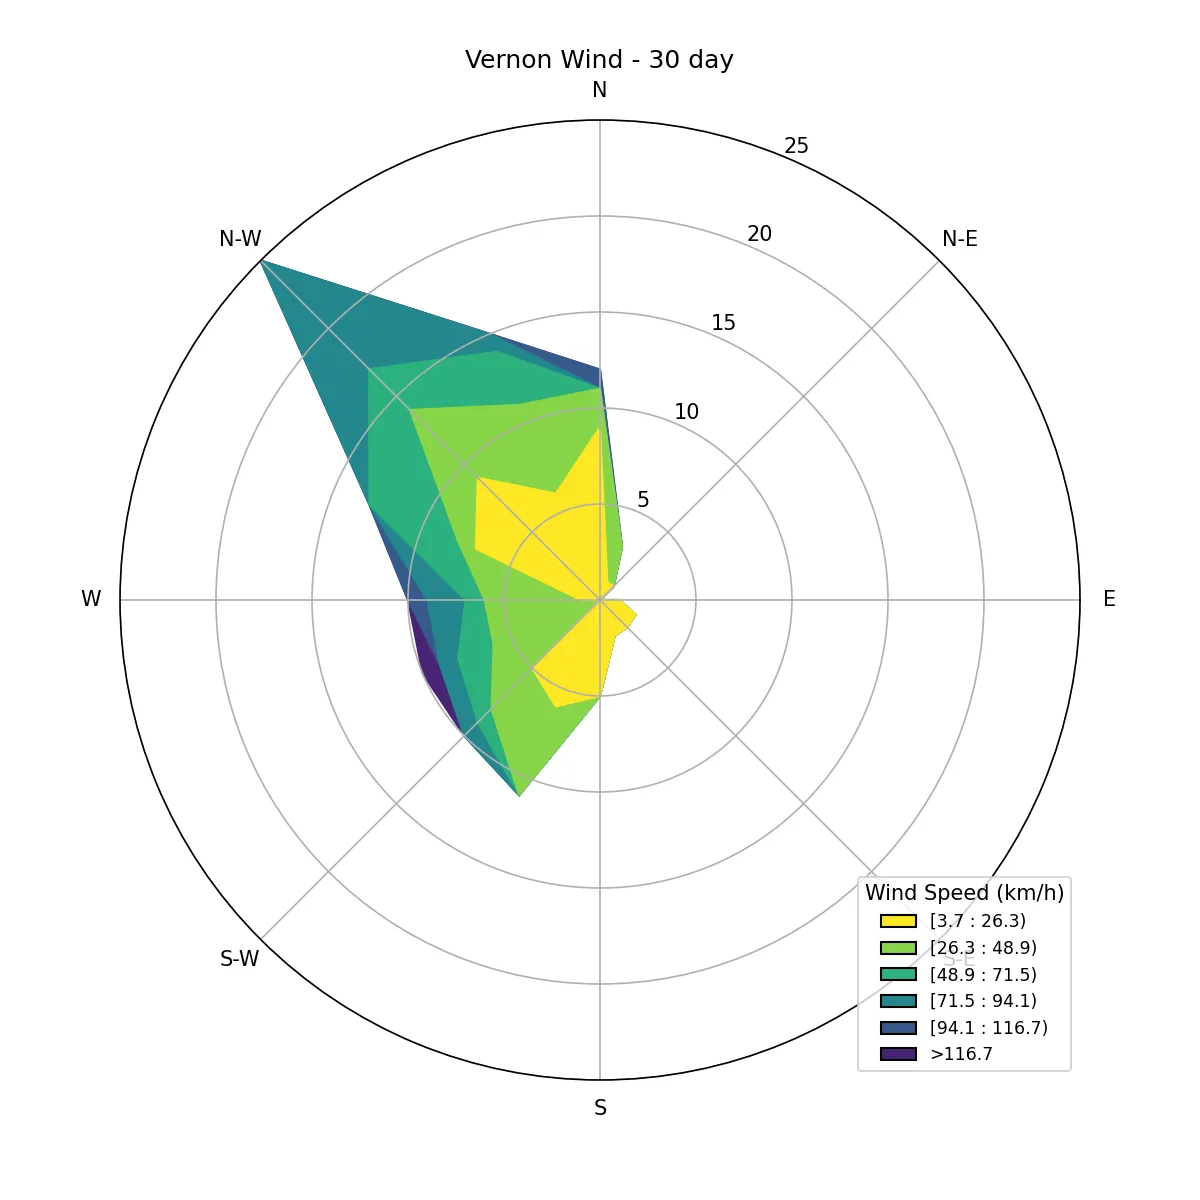 Vernon Wind - 30 day
N
25
N-W
20
N-E
15
10
5
W
E
Wind Speed (km/h)
[3.7 : 26.3)
[26.3 : 48.9)
S-W
S-E
[48.9 : 71.5)
[71.5 : 94.1)
[94.1 : 116.7)
>116.7
S